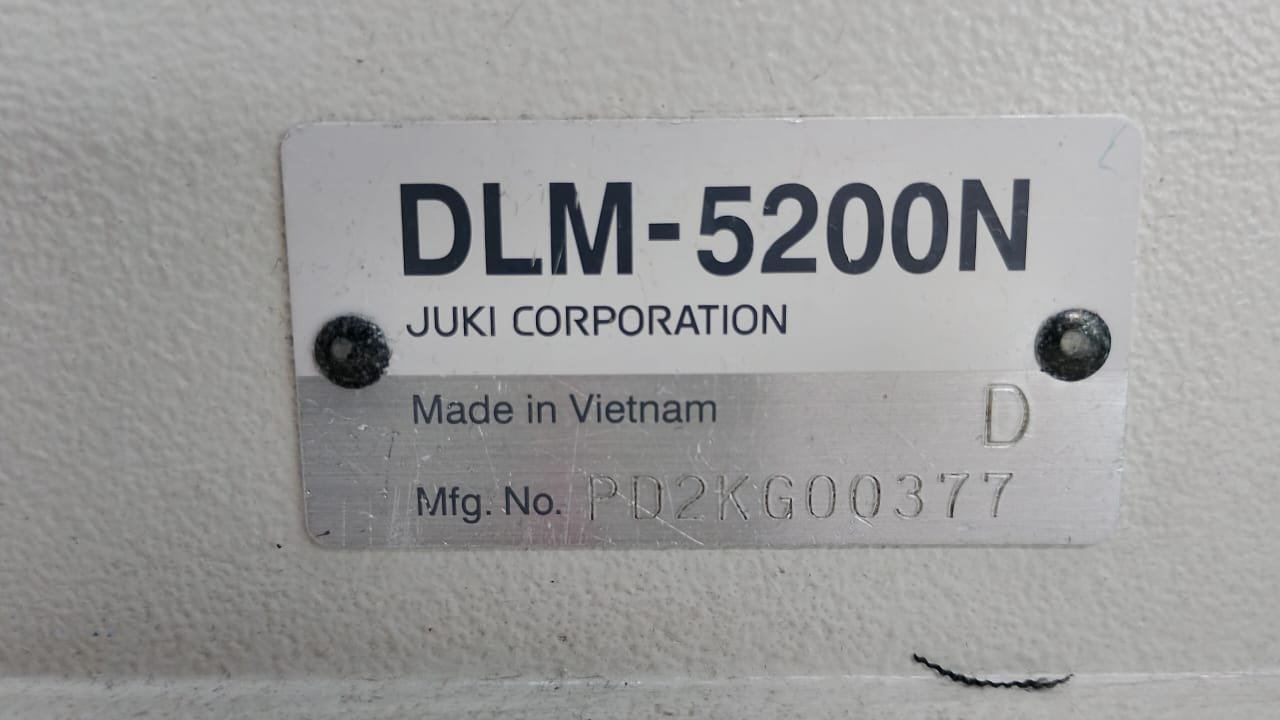 DLM-5200N
JUKI CORPORATION
Made in Vietnam D
Mfg. No. PD2KG00377